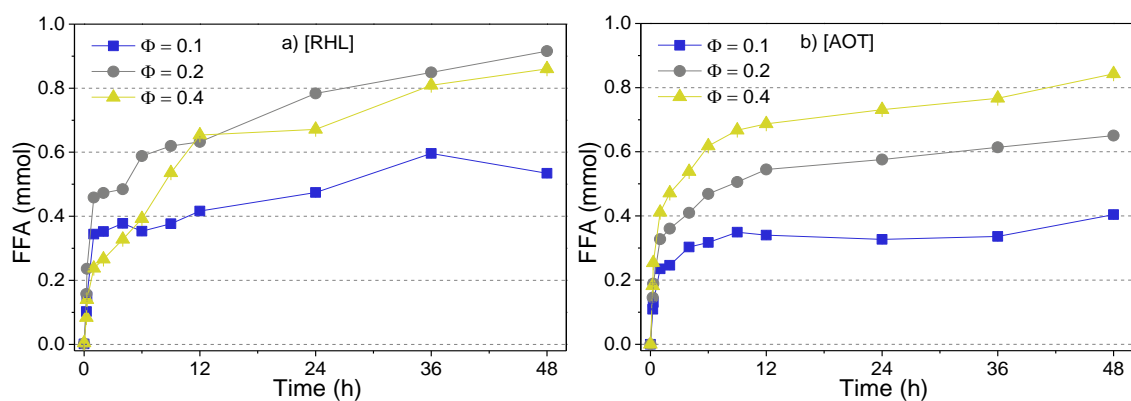 a) [RHL]
Φ = 0.1
Φ = 0.2
Φ = 0.4
FFA (mmol)
1.0
0.8
0.6
0.4
0.2
0.0
0 12 24 36 48
Time (h)
b) [AOT]
Φ = 0.1
Φ = 0.2
Φ = 0.4
FFA (mmol)
1.0
0.8
0.6
0.4
0.2
0.0
0 12 24 36 48
Time (h)